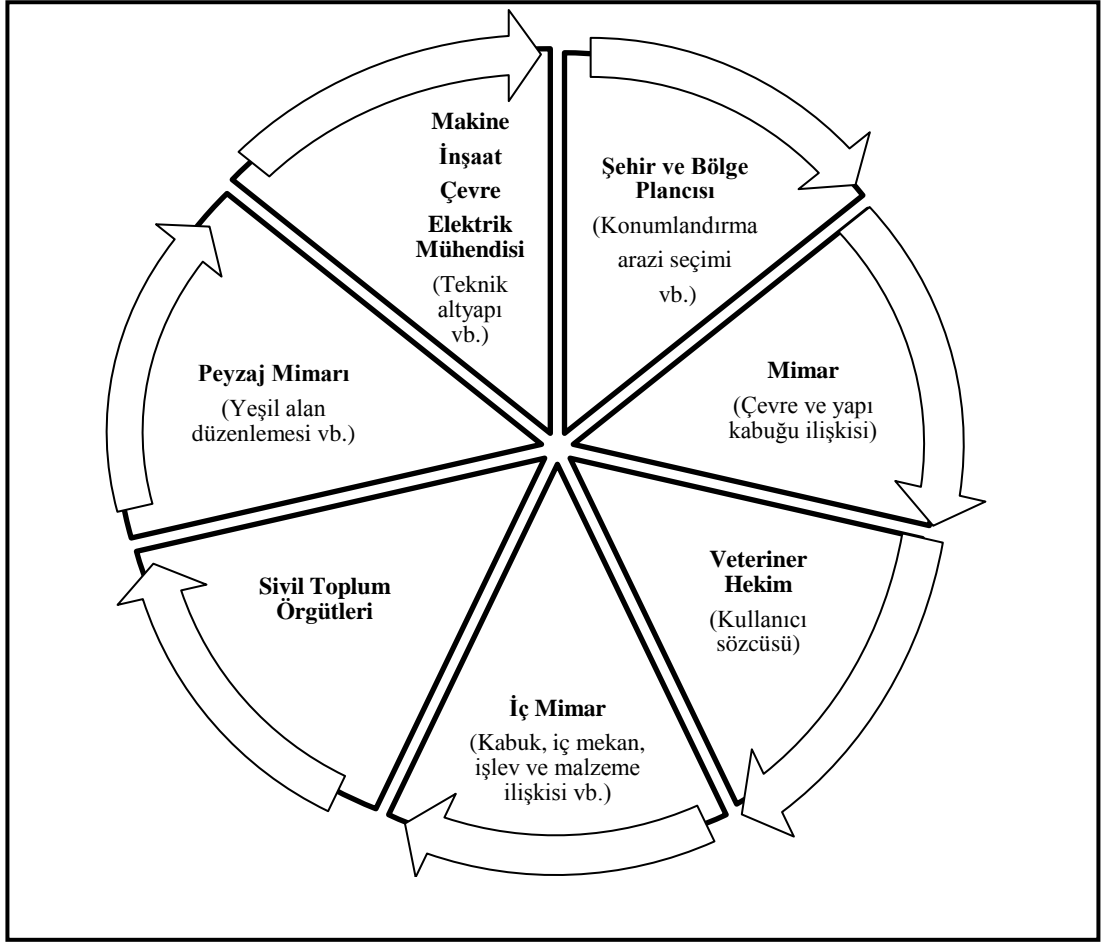 Makine
İnşaat
Çevre
Elektrik
Mühendisi
(Teknik
altyapı
vb.)
Şehir ve Bölge
Plancısı
(Konumlandırma
arazi seçimi
vb.)
Mimar
(Çevre ve yapı
kabuğu ilişkisi)
Veteriner
Hekim
(Kullanıcı
sözcüsü)
İç Mimar
(Kabuk, iç mekan,
işlev ve malzeme
ilişkisi vb.)
Sivil Toplum
Örgütleri
Peyzaj Mimarı
(Yeşil alan
düzenlemesi vb.)